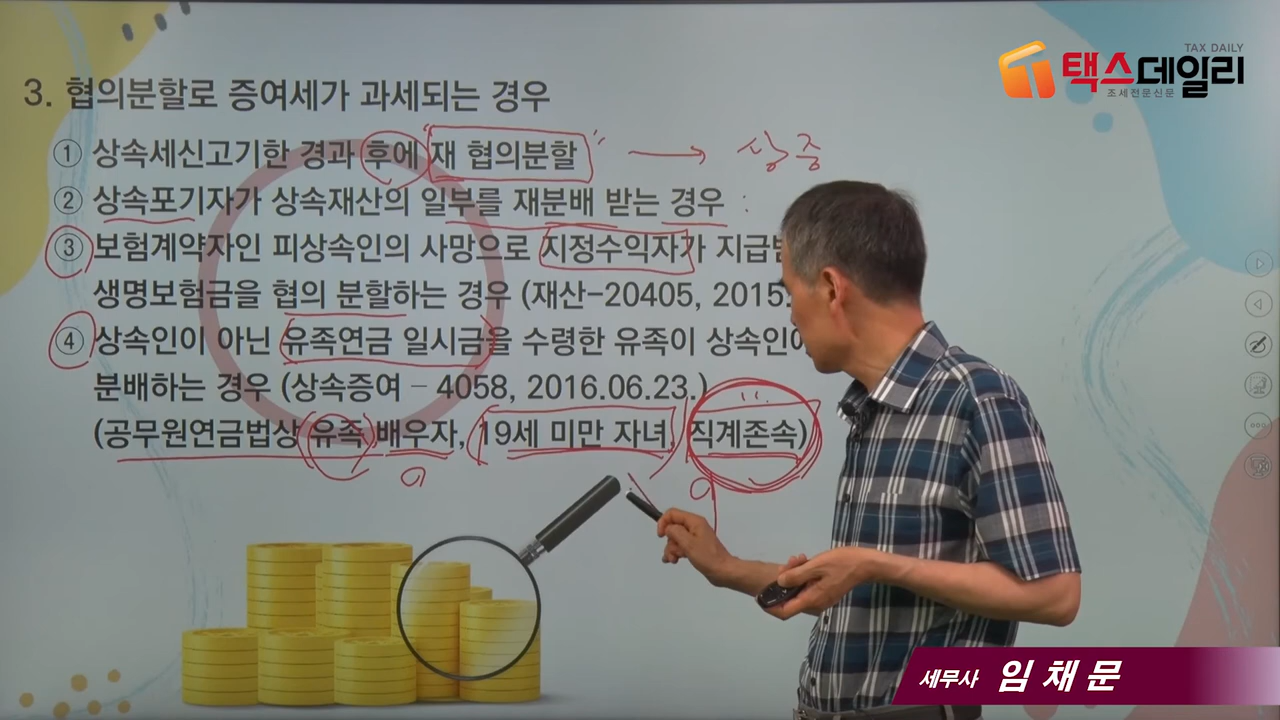 TAX DAILY
택스데일리
조세전문신문
3. 협의분할로 증여세가 과세되는 경우
① 상속세신고기한 경과 후에 재 협의분할 → 상증
② 상속포기자가 상속재산의 일부를 재분배 받는 경우 :
③ 보험계약자인 피상속인의 사망으로 지정수익자가 지급
생명보험금을 협의 분할하는 경우 (재산-20405, 2015.
④ 상속인이 아닌 유족연금 일시금을 수령한 유족이 상속인
분배하는 경우 (상속증여 – 4058, 2016.06.23.)
(공무원연금법상 유족 배우자, 19세 미만 자녀, 직계존속)
세무사 임채문